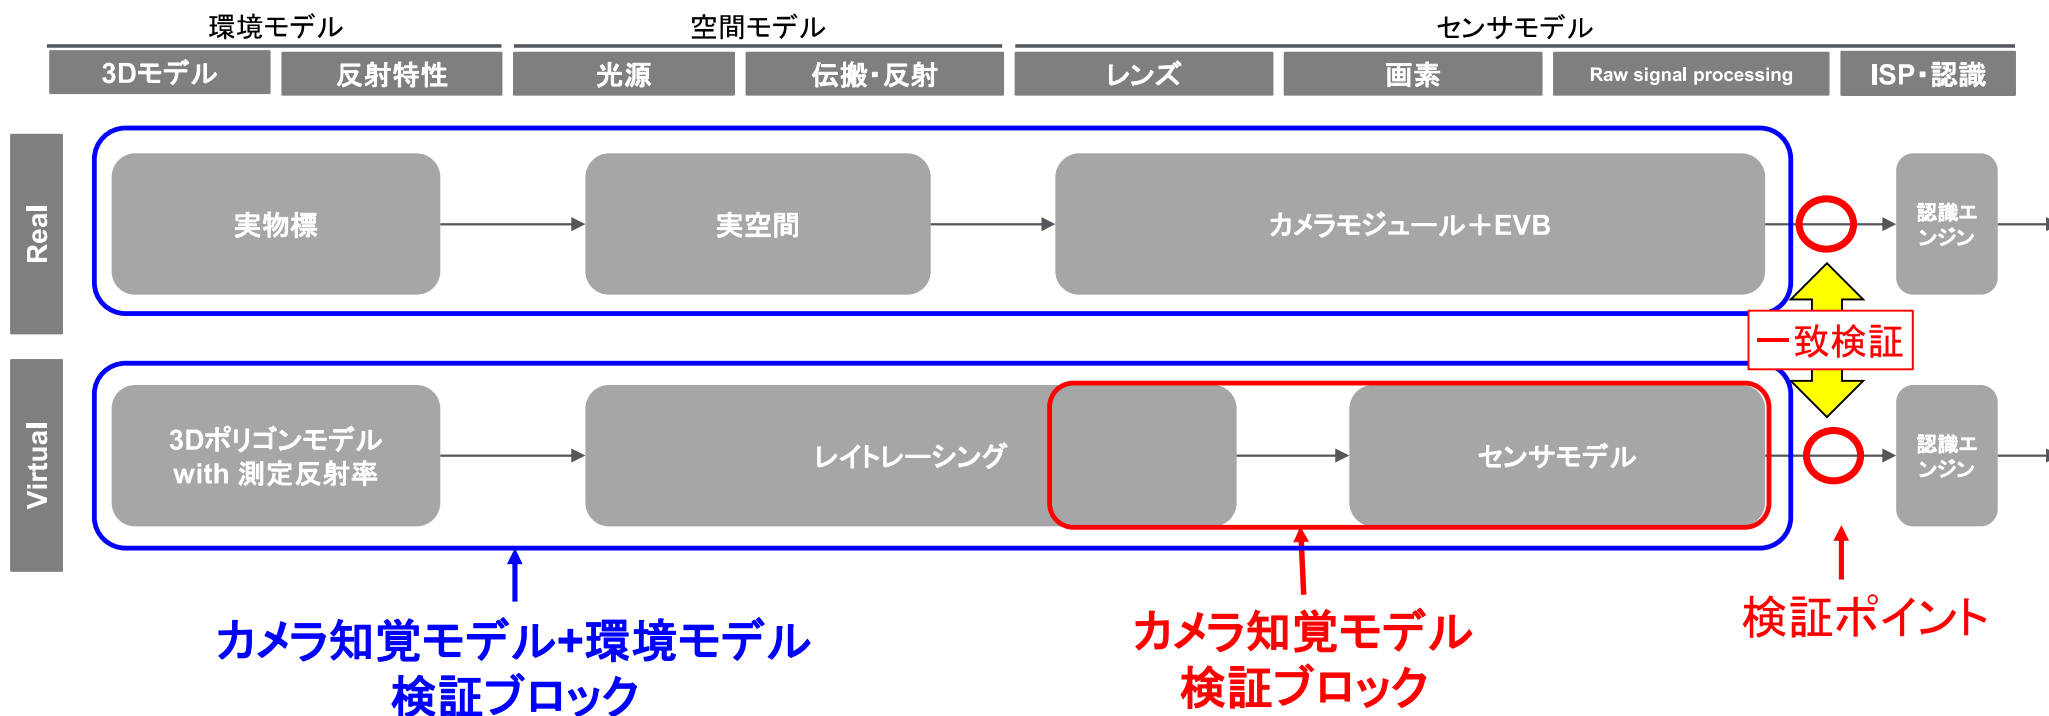 環境モデル
空間モデル
センサモデル
3Dモデル
反射特性
光源
伝搬・反射
レンズ
画素
Raw signal processing
ISP・認識
Real
実物標
実空間
カメラモジュール＋EVB
認識エ
ンジン
一致検証
Virtual
3Dポリゴンモデル
with 測定反射率
レイトレーシング
センサモデル
認識エ
ンジン
カメラ知覚モデル+環境モデル
検証ブロック
カメラ知覚モデル
検証ブロック
検証ポイント